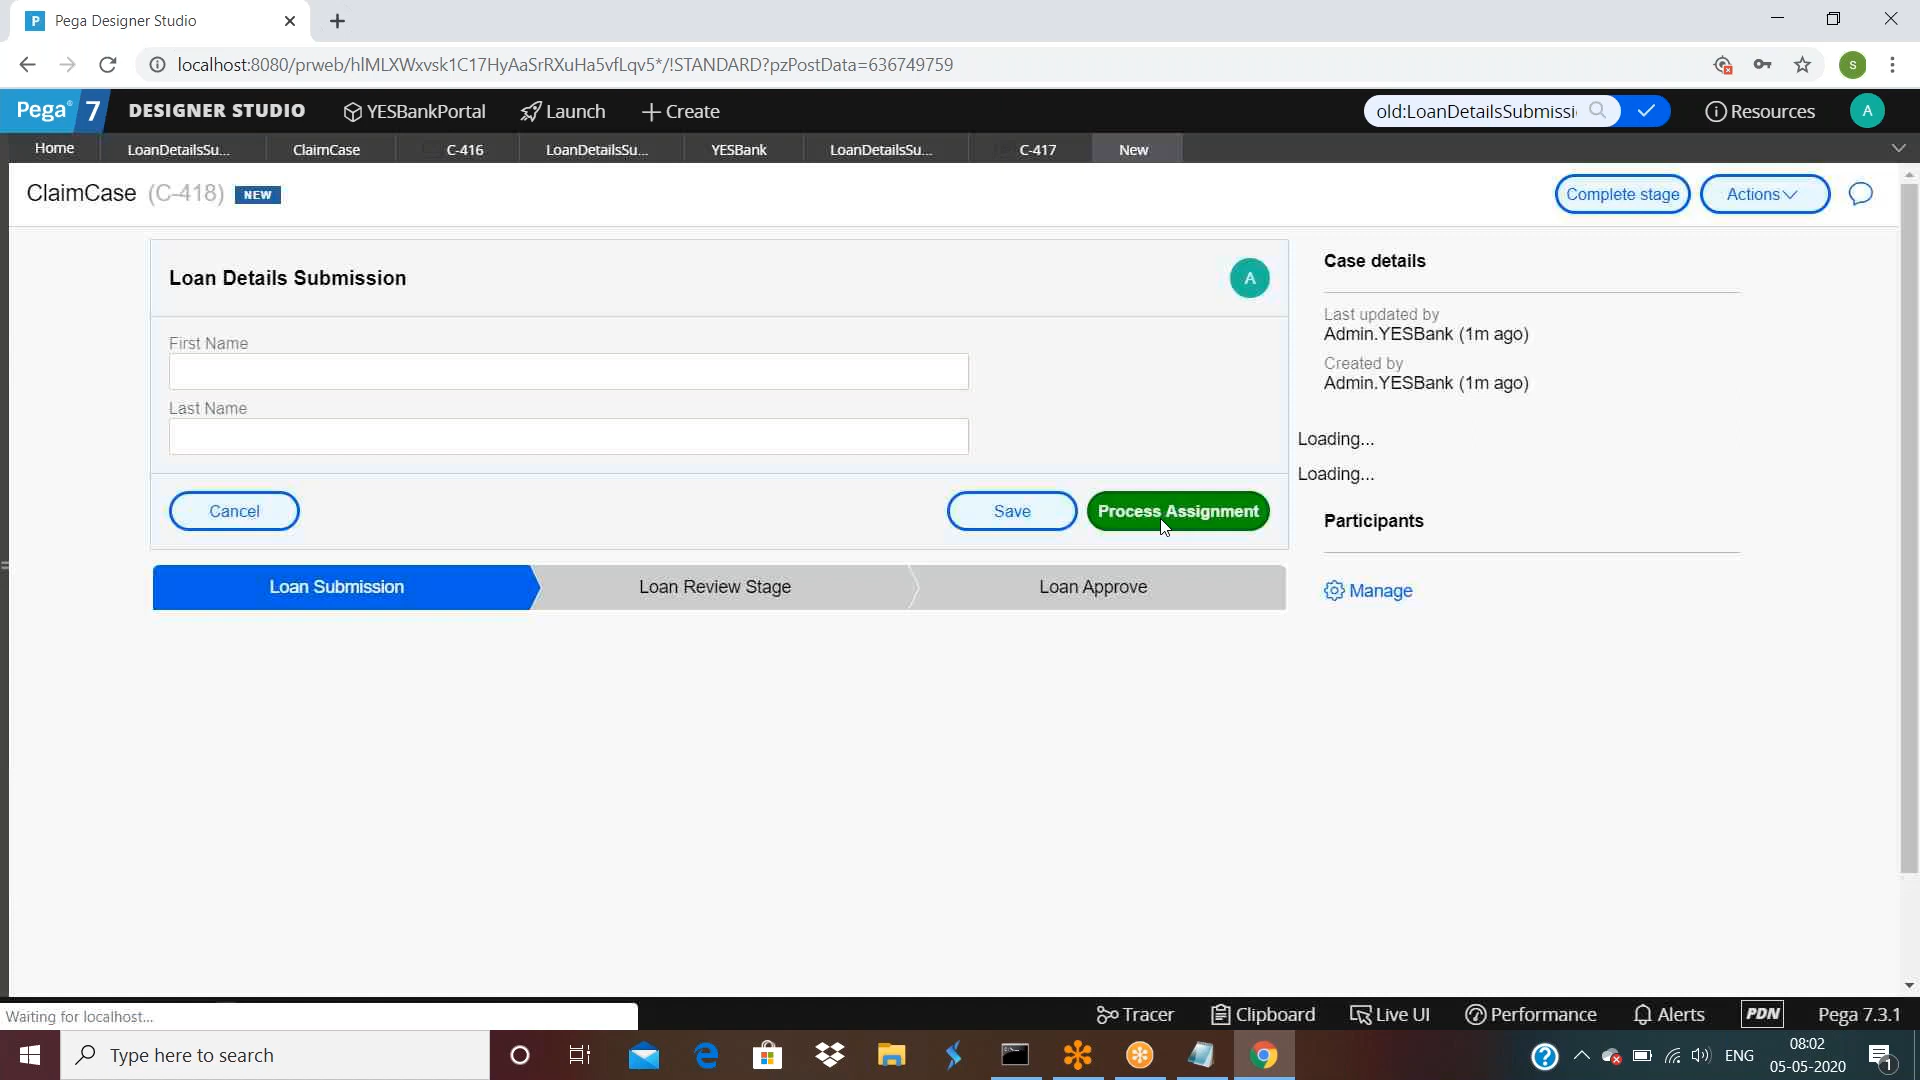 P Pega Designer Studio
localhost:8080/prweb/hlMLXWxvsk1C17HyAaSrRXuHa5vfLqv5*/!STANDARD?pzPostData=636749759
S
Pega 7 DESIGNER STUDIO YESBankPortal Launch Create old:LoanDetailsSubmissi Resources A
Home LoanDetailsSu... ClaimCase C-416 LoanDetailsSu... YESBank LoanDetailsSu... C-417 New
ClaimCase (C-418) NEW Complete stage Actions
Loan Details Submission A
First Name
Last Name
Cancel Save Process Assignment
Loan Submission Loan Review Stage Loan Approve
Case details
Last updated by
Admin.YESBank (1m ago)
Created by
Admin.YESBank (1m ago)
Loading...
Loading...
Participants
Manage
Waiting for localhost...
Tracer Clipboard Live UI Performance Alerts PDN Pega 7.3.1
Type here to search
ENG
08:02
05-05-2020
1